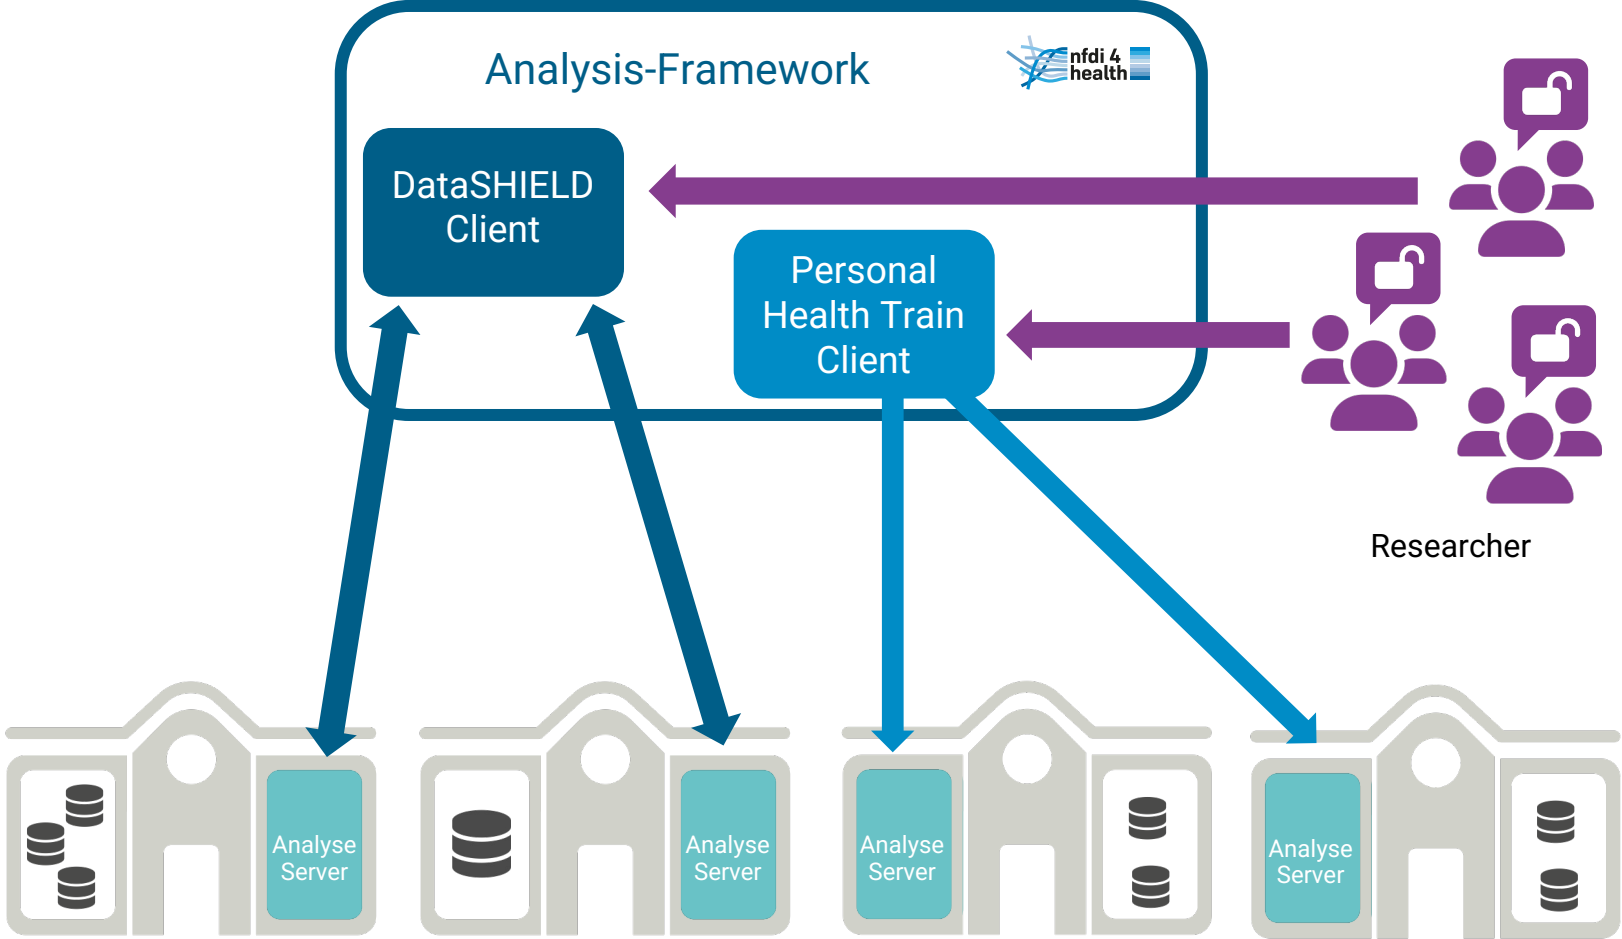 Analysis-Framework
nfdi 4
health
DataSHIELD
Client
Personal
Health Train
Client
Researcher
Analyse
Server
Analyse
Server
Analyse
Server
Analyse
Server